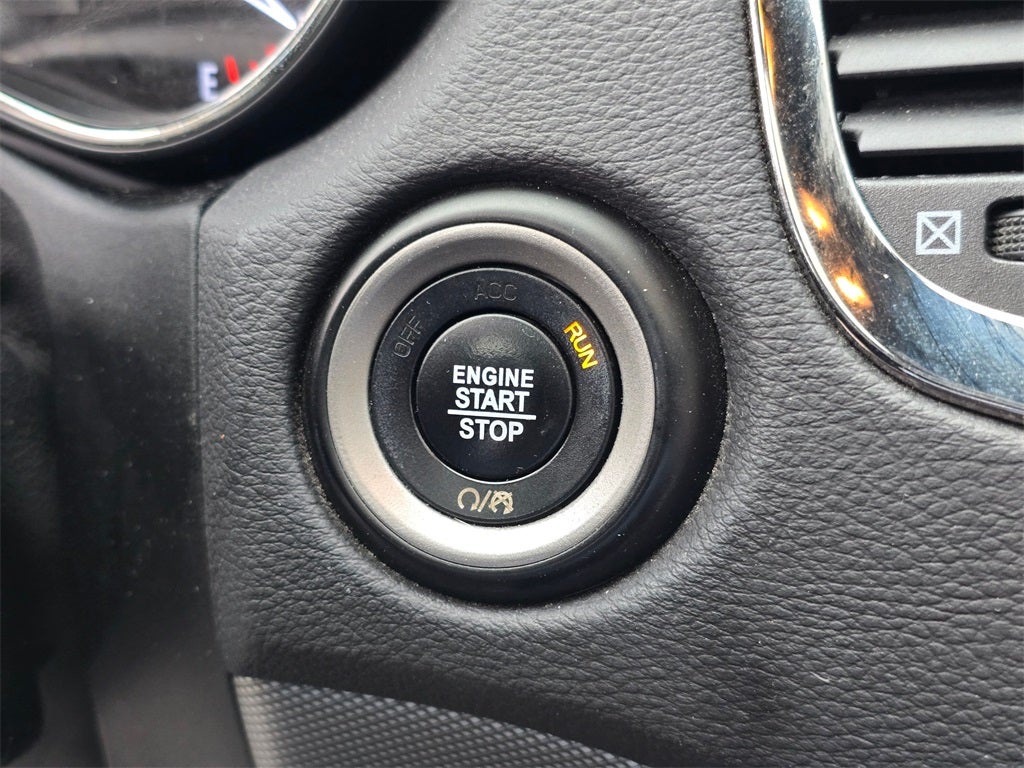 E
ACC
OFF
RUN
ENGINE
START
STOP